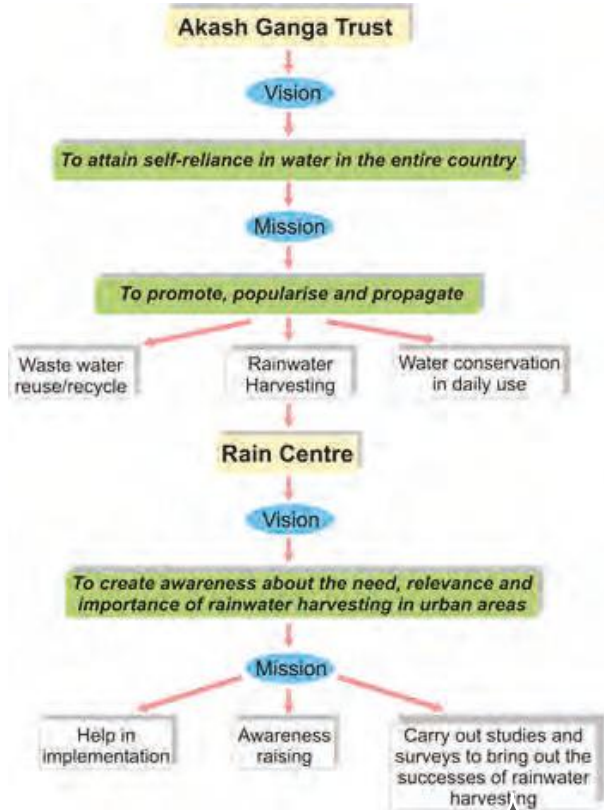 Akash Ganga Trust
Vision
To attain self-reliance in water in the entire country
Mission
To promote, popularise and propagate
Waste water
reuse/recycle
Rainwater
Harvesting
Water conservation
in daily use
Rain Centre
Vision
To create awareness about the need, relevance and
importance of rainwater harvesting in urban areas
Mission
Help in
implementation
Awareness
raising
Carry out studies and
surveys to bring out the
successes of rainwater
harvesting